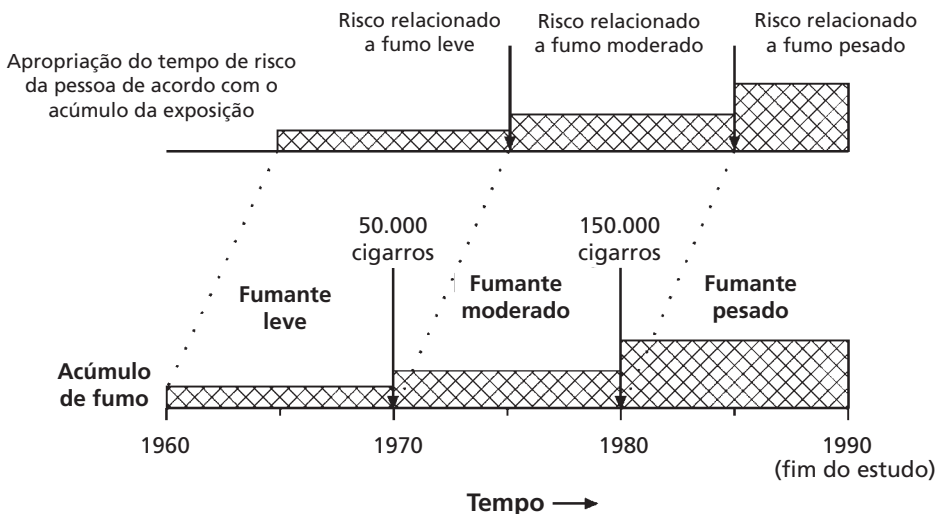 Apropriação do tempo de risco
da pessoa de acordo com o
acúmulo da exposição
Risco relacionado
a fumo leve
Risco relacionado
a fumo moderado
Risco relacionado
a fumo pesado
50.000
cigarros
150.000
cigarros
Fumante
leve
Fumante
moderado
Fumante
pesado
Acúmulo
de fumo
1960
1970
1980
1990
(fim do estudo)
Tempo